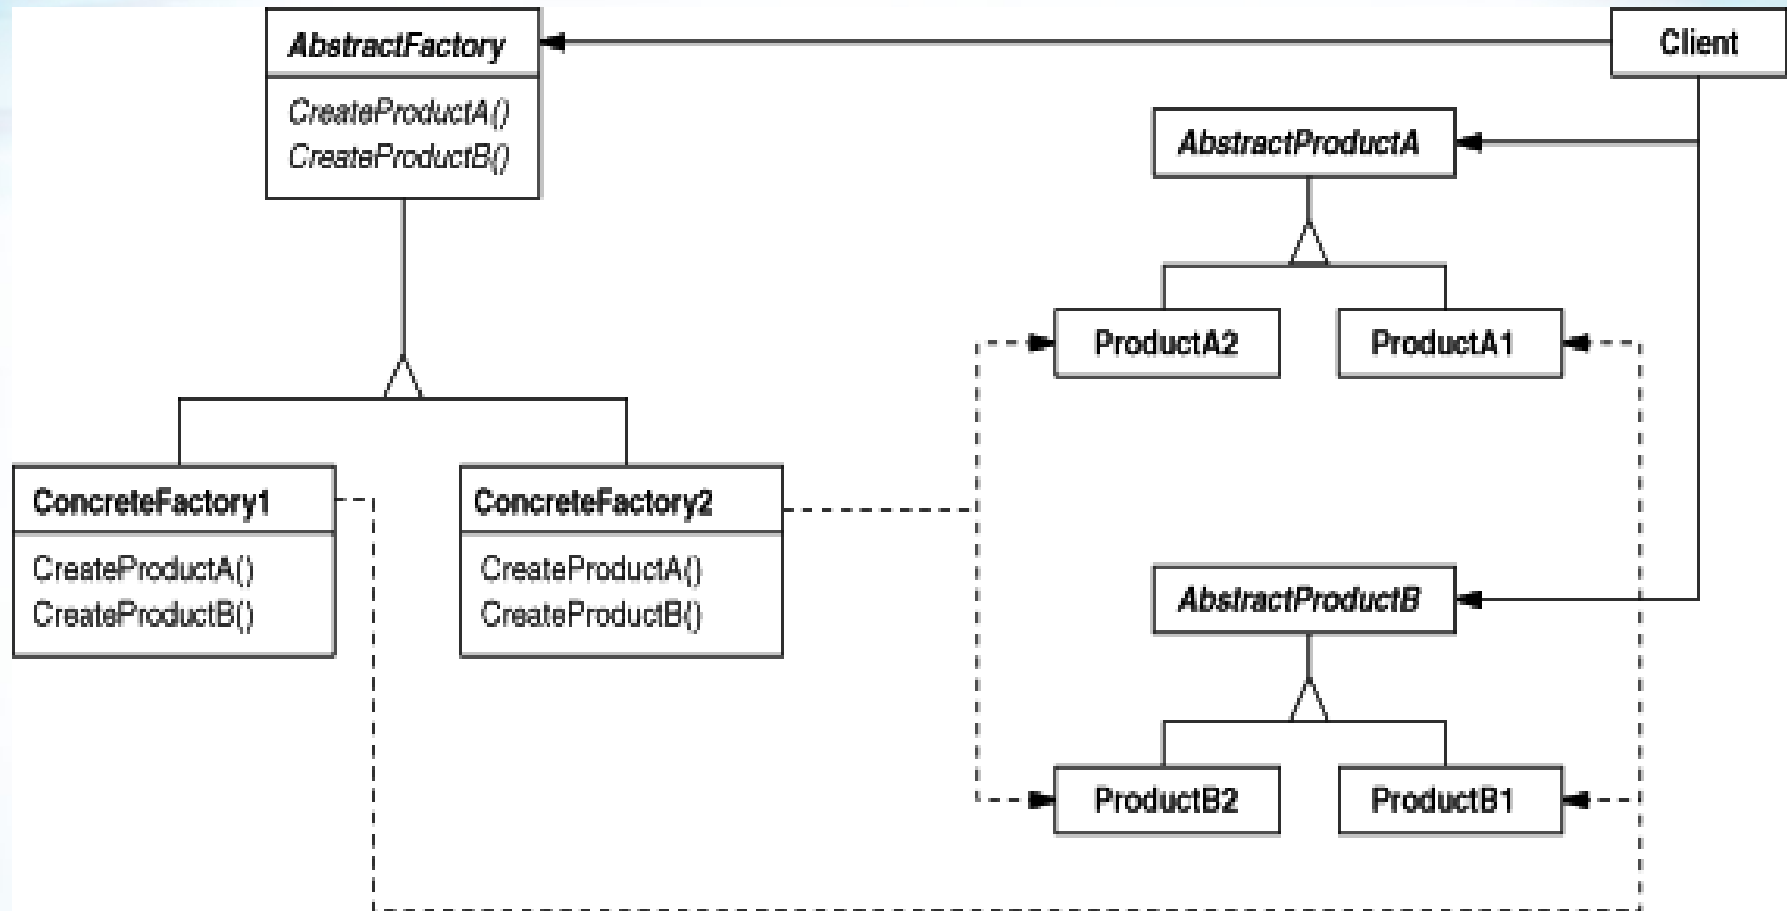 AbstractFactory
CreateProductA()
CreateProductB()
Client
AbstractProductA
ProductA2
ProductA1
ConcreteFactory1
CreateProductA()
CreateProductB()
ConcreteFactory2
CreateProductA()
CreateProductB()
AbstractProductB
ProductB2
ProductB1